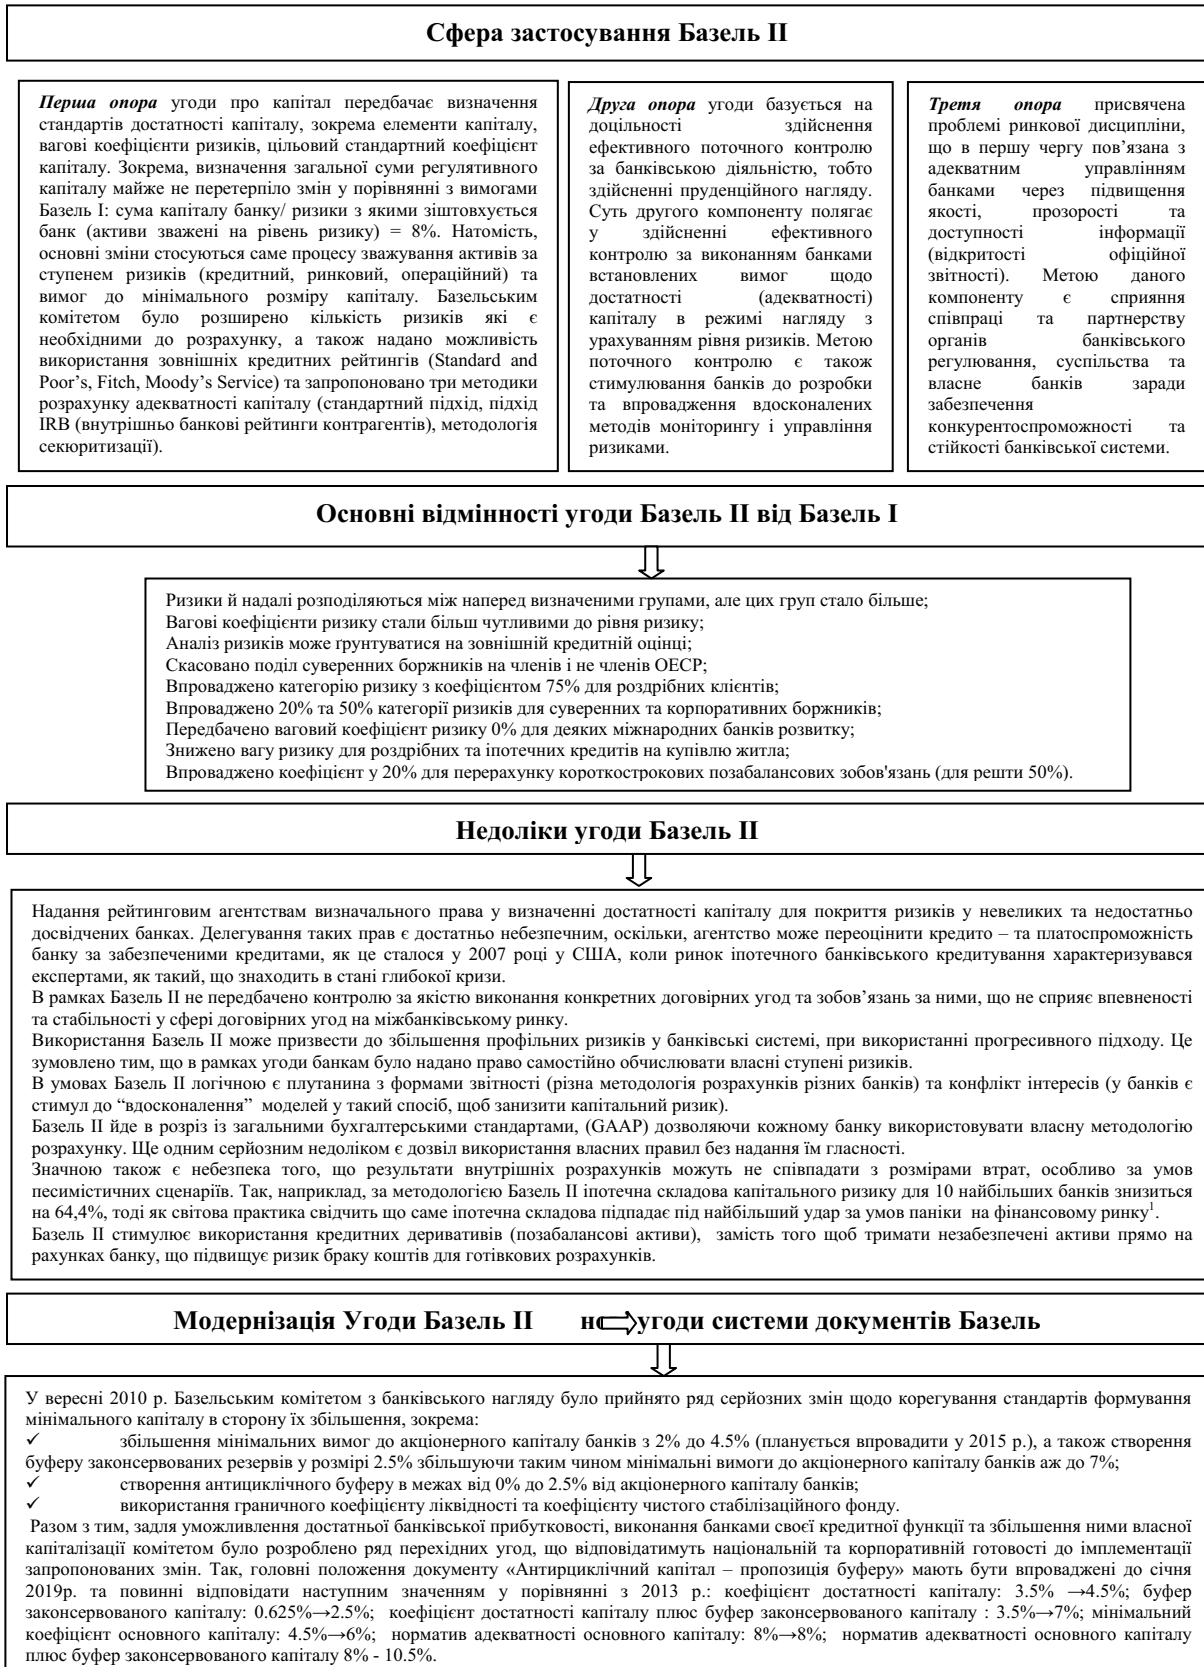 Сфера застосування Базель II
Перша опора угоди про капітал передбачає визначення
стандартів достатності капіталу, зокрема елементи капіталу,
вагові коефіцієнти ризиків, цільовий стандартний коефіцієнт
капіталу. Зокрема, визначення загальної суми регулятивного
капіталу майже не перетерпіло змін у порівнянні з вимогами
Базель I: сума капіталу банку/ ризики з якими зіштовхується
банк (активи зважені на рівень ризику) = 8%. Натомість,
основні зміни стосуються саме процесу зважування активів за
ступенем ризиків (кредитний, ринковий, операційний) та
вимог до мінімального розміру капіталу. Базельським
комітетом було розширено кількість ризиків які є
необхідними до розрахунку, а також надано можливість
використання зовнішніх кредитних рейтингів (Standard and
Poor's, Fitch, Moody's Service) та запропоновано три методики
розрахунку адекватності капіталу (стандартний підхід, підхід
IRB (внутрішньо банкові рейтинги контрагентів), методологія
секюритизації).
Друга опора угоди базується на
доцільності здійснення
ефективного поточного контролю
за банківською діяльністю, тобто
здійсненні пруденційного нагляду.
Суть другого компоненту полягає
у здійсненні ефективного
контролю за виконанням банками
встановлених вимог щодо
достатності (адекватності)
капіталу в режимі нагляду з
урахуванням рівня ризиків. Метою
поточного контролю є також
стимулювання банків до розробки
та впровадження вдосконалених
методів моніторингу і управління
ризиками.
Третя опора присвячена
проблемі ринкової дисципліни,
що в першу чергу пов'язана з
адекватним управлінням
банками через підвищення
якості, прозорості та
доступності інформації
(відкритості офіційної
звітності). Метою даного
компоненту є сприяння
співпраці та партнерству
органів банківського
регулювання, суспільства та
власне банків заради
забезпечення
конкурентоспроможності та
стійкості банківської системи.
Основні відмінності угоди Базель II від Базель I
Ризики й надалі розподіляються між наперед визначеними групами, але цих груп стало більше;
Вагові коефіцієнти ризику стали більш чутливими до рівня ризику;
Аналіз ризиків може ґрунтуватися на зовнішній кредитній оцінці;
Скасовано поділ суверенних боржників на членів і не членів ОЕСР;
Впроваджено категорію ризику з коефіцієнтом 75% для роздрібних клієнтів;
Впроваджено 20% та 50% категорії ризиків для суверенних та корпоративних боржників;
Передбачено ваговий коефіцієнт ризику 0% для деяких міжнародних банків розвитку;
Знижено вагу ризику для роздрібних та іпотечних кредитів на купівлю житла;
Впроваджено коефіцієнт у 20% для перерахунку короткострокових позабалансових зобов'язань (для решти 50%).
Недоліки угоди Базель II
Надання рейтинговим агентствам визначального права у визначенні достатності капіталу для покриття ризиків у невеликих та недостатньо
досвідчених банках. Делегування таких прав є достатньо небезпечним, оскільки, агентство може переоцінити кредито – та платоспроможність
банку за забезпеченими кредитами, як це сталося у 2007 році у США, коли ринок іпотечного банківського кредитування характеризувався
експертами, як такий, що знаходить в стані глибокої кризи.
В рамках Базель II не передбачено контролю за якістю виконання конкретних договірних угод та зобов'язань за ними, що не сприяє впевненості
та стабільності у сфері договірних угод на міжбанківському ринку.
Використання Базель II може призвести до збільшення профільних ризиків у банківські системі, при використанні прогресивного підходу. Це
зумовлено тим, що в рамках угоди банкам було надано право самостійно обчислювати власні ступені ризиків.
В умовах Базель II логічною є плутанина з формами звітності (різна методологія розрахунків різних банків) та конфлікт інтересів (у банків є
стимул до "вдосконалення" моделей у такий спосіб, щоб занизити капітальний ризик).
Базель II йде в розріз із загальними бухгалтерськими стандартами, (GAAP) дозволяючи кожному банку використовувати власну методологію
розрахунку. Ще одним серйозним недоліком є дозвіл використання власних правил без надання їм гласності.
Значною також є небезпека того, що результати внутрішніх розрахунків можуть не співпадати з розмірами втрат, особливо за умов
песимістичних сценаріїв. Так, наприклад, за методологією Базель II іпотечна складова капітального ризику для 10 найбільших банків знизиться
на 64,4%, тоді як світова практика свідчить що саме іпотечна складова підпадає під найбільший удар за умов паніки на фінансовому ринку¹.
Базель II стимулює використання кредитних деривативів (позабалансові активи), замість того щоб тримати незабезпечені активи прямо на
рахунках банку, що підвищує ризик браку коштів для готівкових розрахунків.
Модернізація Угоди Базель II но угоди системи документів Базель
У вересні 2010 р. Базельським комітетом з банківського нагляду було прийнято ряд серйозних змін щодо корегування стандартів формування
мінімального капіталу в сторону їх збільшення, зокрема:
✓ збільшення мінімальних вимог до акціонерного капіталу банків з 2% до 4.5% (планується впровадити у 2015 р.), а також створення
буферу законсервованих резервів у розмірі 2.5% збільшуючи таким чином мінімальні вимоги до акціонерного капіталу банків аж до 7%;
✓ створення антициклічного буферу в межах від 0% до 2.5% від акціонерного капіталу банків;
✓ використання граничного коефіцієнту ліквідності та коефіцієнту чистого стабілізаційного фонду.
Разом з тим, задля уможливлення достатньої банківської прибутковості, виконання банками своєї кредитної функції та збільшення ними власної
капіталізації комітетом було розроблено ряд перехідних угод, що відповідатимуть національній та корпоративній готовості до імплементації
запропонованих змін. Так, головні положення документу «Антирциклічний капітал – пропозиція буферу» мають бути впроваджені до січня
2019р. та повинні відповідати наступним значенням у порівнянні з 2013 р.: коефіцієнт достатності капіталу: 3.5% →4.5%; буфер
законсервованого капіталу: 0.625%→2.5%; коефіцієнт достатності капіталу плюс буфер законсервованого капіталу : 3.5%→7%; мінімальний
коефіцієнт основного капіталу: 4.5%→6%; норматив адекватності основного капіталу: 8%→8%; норматив адекватності основного капіталу
плюс буфер законсервованого капіталу 8% - 10.5%.